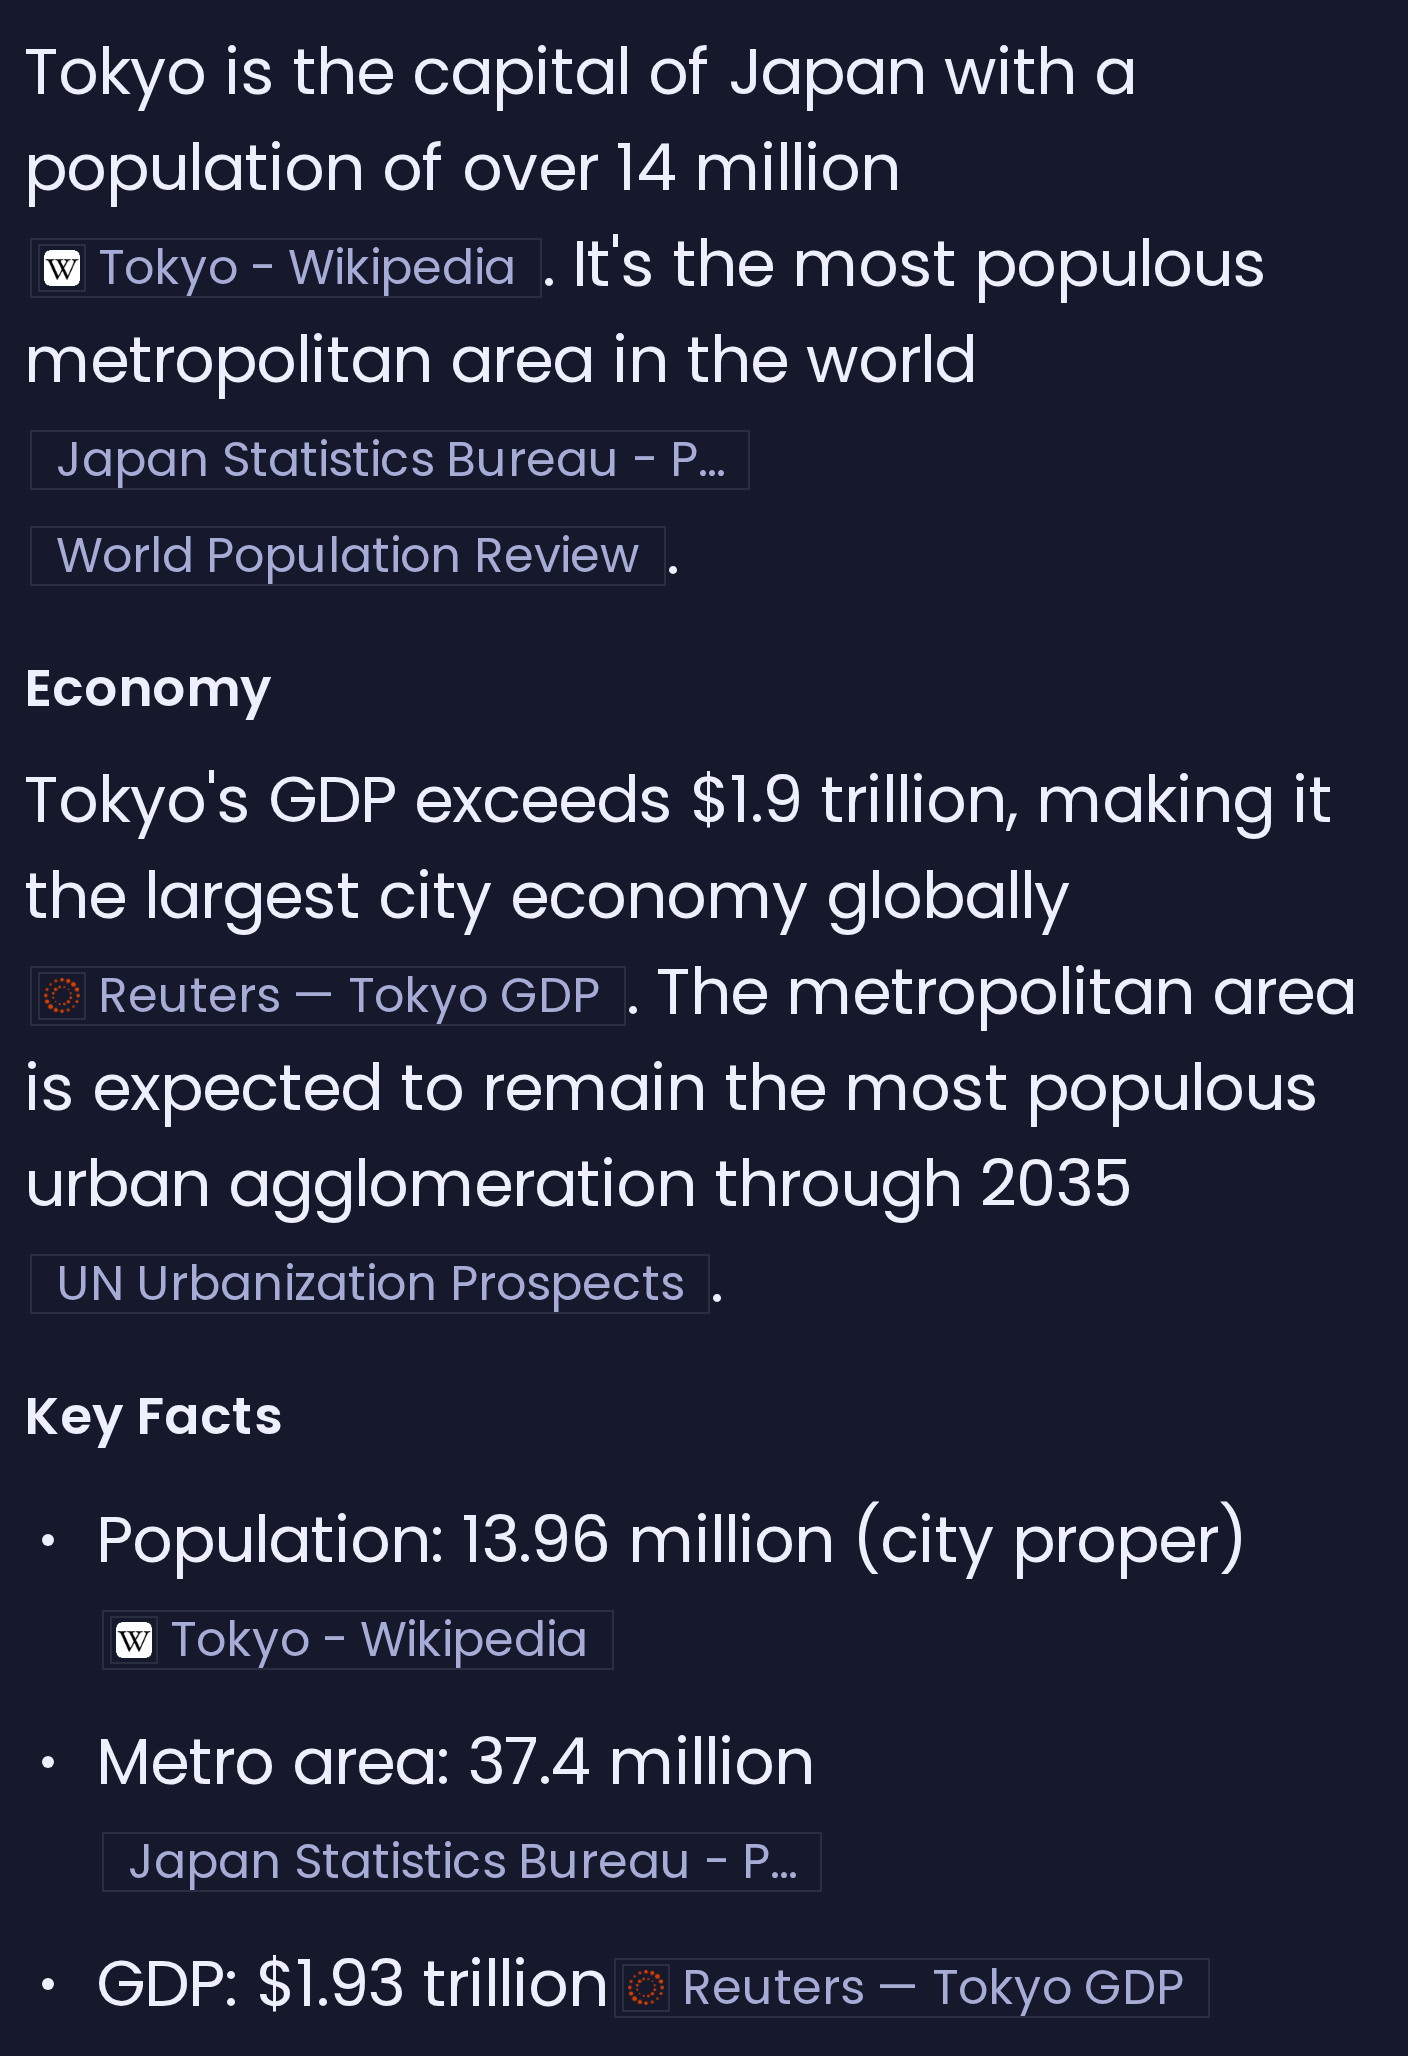 Tokyo is the capital of Japan with a
population of over 14 million
W Tokyo - Wikipedia . It's the most populous
metropolitan area in the world
Japan Statistics Bureau - P...
World Population Review .
Economy
Tokyo's GDP exceeds $1.9 trillion, making it
the largest city economy globally
Reuters — Tokyo GDP . The metropolitan area
is expected to remain the most populous
urban agglomeration through 2035
UN Urbanization Prospects .
Key Facts
• Population: 13.96 million (city proper)
W Tokyo - Wikipedia
• Metro area: 37.4 million
Japan Statistics Bureau - P...
• GDP: $1.93 trillion Reuters — Tokyo GDP